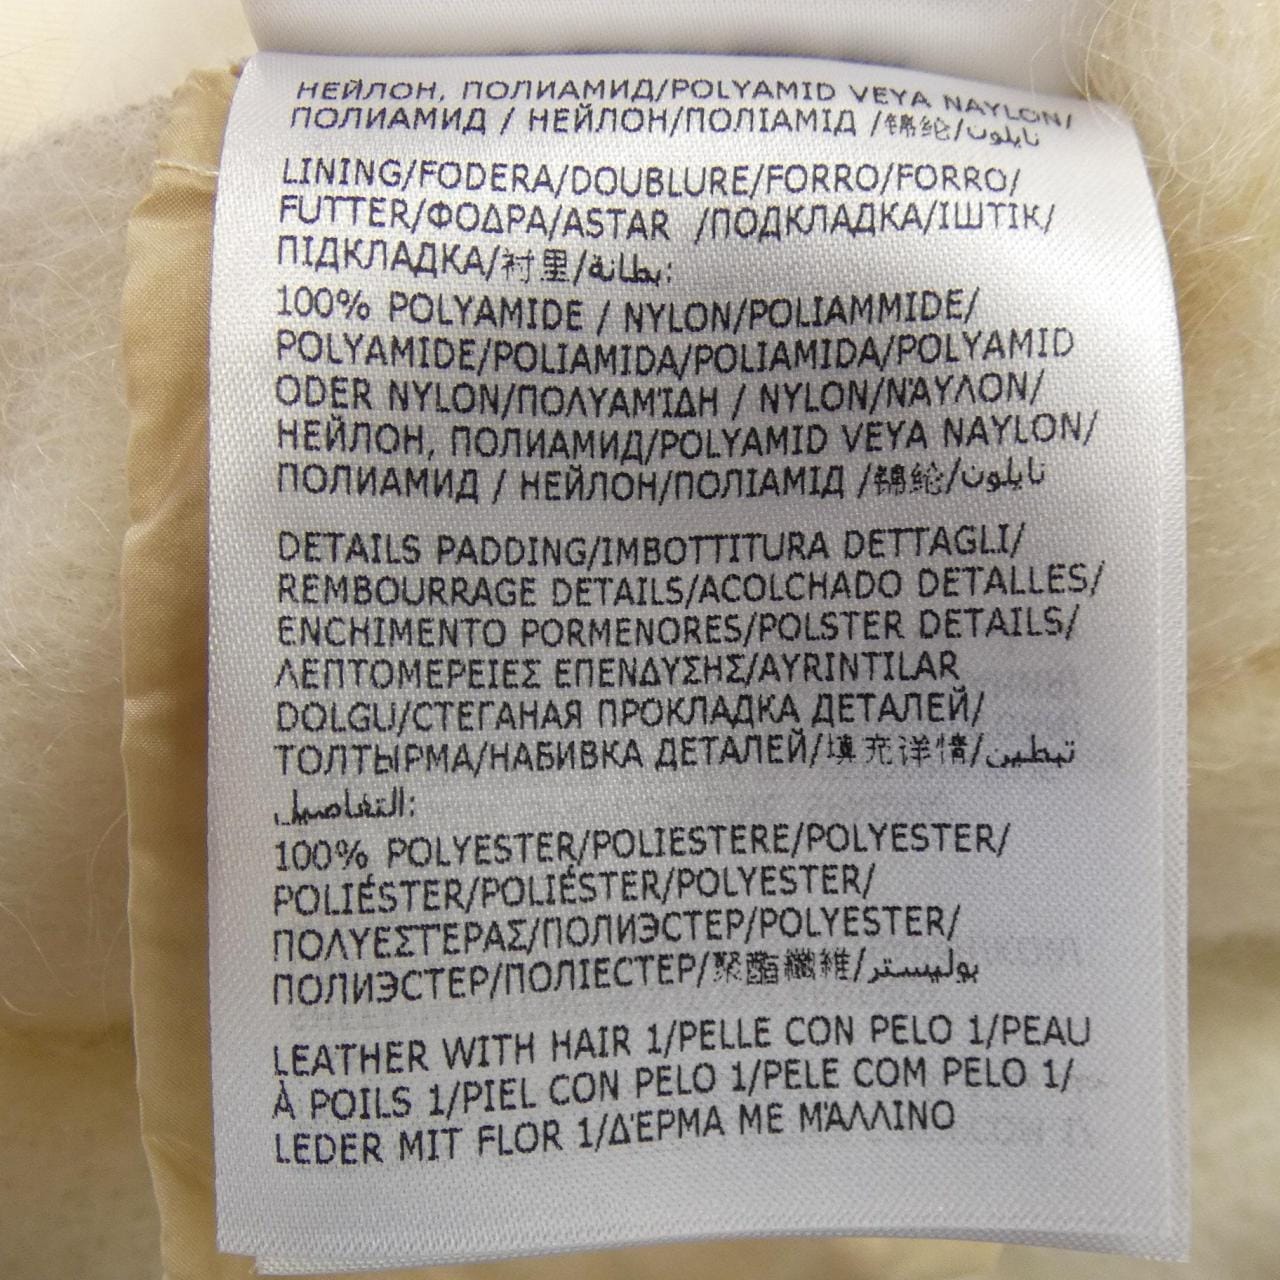 НЕЙЛОН, ПОЛИАМИД/POLYAMID VEYA NAYLON/
ПОЛИАМИД / НЕЙЛОН/ПОЛІАМІД /锦纶/نايلون
LINING/FODERA/DOUBLURE/FORRO/FORRO/
FUTTER/ΦΟΔΡΑ/ASTAR /ПОДКЛАДКА/ІШТІК/
ПІДКЛАДКА/衬里/بطانة:
100% POLYAMIDE / NYLON/POLIAMMIDE/
POLYAMIDE/POLIAMIDA/POLIAMIDA/POLYAMID
ODER NYLON/ΠΟΛΥΑΜΊΔΗ / NYLON/ΝΆΥΛΟΝ/
НЕЙЛОН, ПОЛИАМИД/POLYAMID VEYA NAYLON/
ПОЛИАМИД / НЕЙЛОН/ПОЛІАМІД /锦纶/نايلون
DETAILS PADDING/IMBOTTITURA DETTAGLI/
REMBOURRAGE DETAILS/ACOLCHADO DETALLES/
ENCHIMENTO PORMENORES/POLSTER DETAILS/
ΛΕΠΤΟΜΕΡΕΙΕΣ ΕΠΕΝΔΥΣΗΣ/AYRINTILAR
DOLGU/СТЕГАНАЯ ПРОКЛАДКА ДЕТАЛЕЙ/
ТОЛТЫРМА/НАБИВКА ДЕТАЛЕЙ/填充详情/تبطين
التفاصيل:
100% POLYESTER/POLIESTERE/POLYESTER/
POLIÉSTER/POLIÉSTER/POLYESTER/
ΠΟΛΥΕΣΤΈΡΑΣ/ПОЛИЭСТЕР/POLYESTER/
ПОЛИЭСТЕР/ПОЛІЕСТЕР/聚酯纖維/بوليستر
LEATHER WITH HAIR 1/PELLE CON PELO 1/PEAU
À POILS 1/PIEL CON PELO 1/PELE COM PELO 1/
LEDER MIT FLOR 1/ΔΈΡΜΑ ΜΕ ΜΆΛΛΙΝΟ